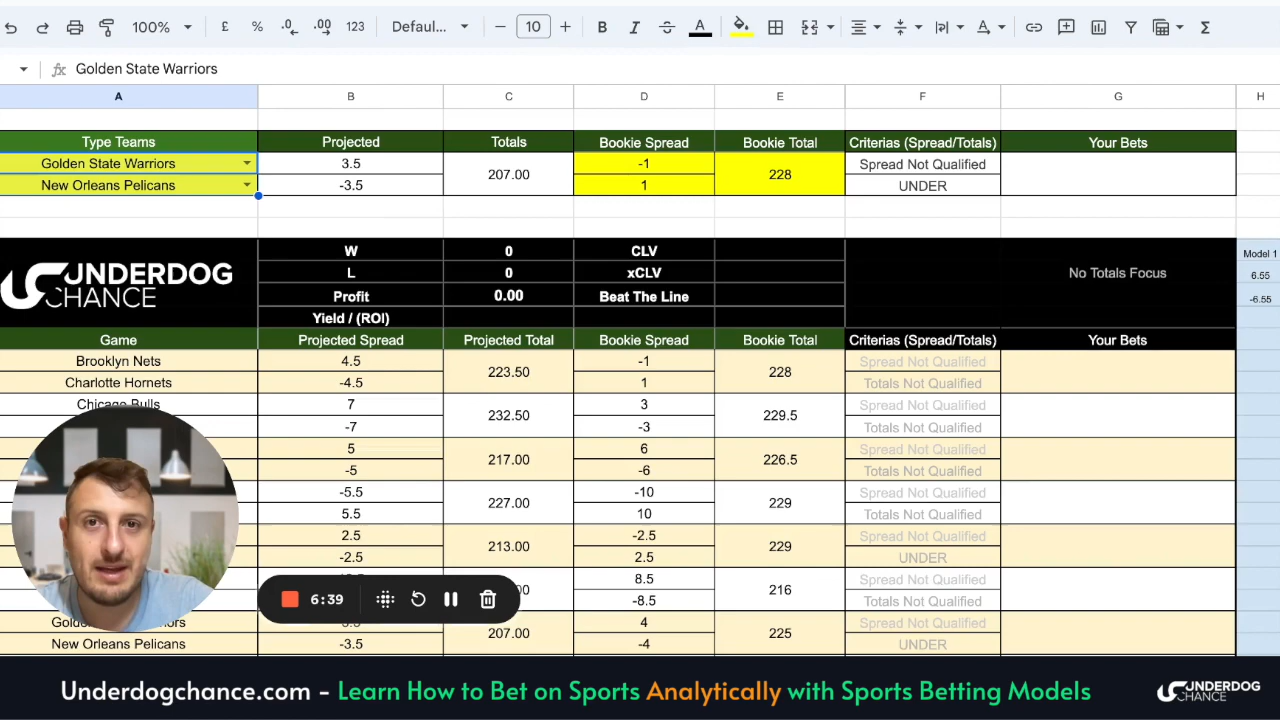 100% £ % .0 .00 123 Defaul... 10 B I A Σ
fx Golden State Warriors
A B C D E F G H
Type Teams Projected Totals Bookie Spread Bookie Total Criterias (Spread/Totals) Your Bets
Golden State Warriors 3.5 207.00 -1 228 Spread Not Qualified
New Orleans Pelicans -3.5 1 UNDER
UNDERDOG CHANCE
W 0 CLV Model 1
L 0 xCLV No Totals Focus 6.55
Profit 0.00 Beat The Line -6.55
Yield / (ROI)
Game Projected Spread Projected Total Bookie Spread Bookie Total Criterias (Spread/Totals) Your Bets
Brooklyn Nets 4.5 223.50 -1 228 Spread Not Qualified
Charlotte Hornets -4.5 1 Totals Not Qualified
Chicago Bulls 7 232.50 3 229.5 Spread Not Qualified
-7 -3 Totals Not Qualified
5 217.00 6 226.5 Spread Not Qualified
-5 -6 Totals Not Qualified
-5.5 227.00 -10 229 Spread Not Qualified
5.5 10 Totals Not Qualified
2.5 213.00 -2.5 229 Spread Not Qualified
-2.5 2.5 UNDER
8.5 216 Spread Not Qualified
6:39 -8.5 Totals Not Qualified
207.00 4 225 Spread Not Qualified
New Orleans Pelicans -3.5 -4 UNDER
Underdogchance.com - Learn How to Bet on Sports Analytically with Sports Betting Models
UNDERDOG CHANCE